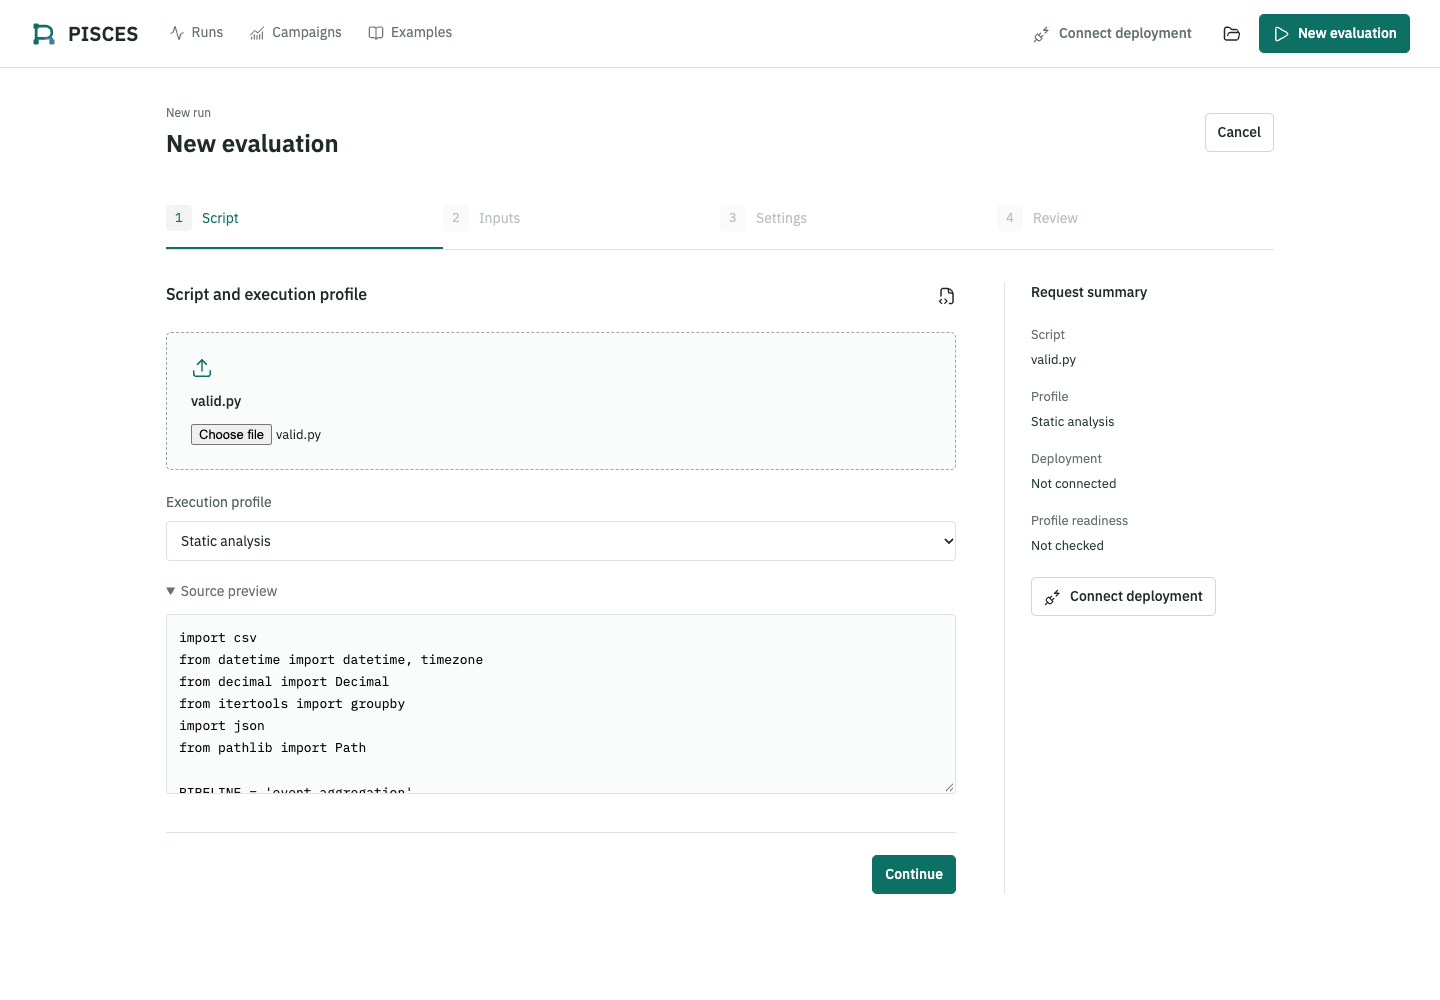 PISCES
Runs
Campaigns
Examples
Connect deployment
New evaluation
New run
New evaluation
Cancel
1 Script
2 Inputs
3 Settings
4 Review
Script and execution profile
valid.py
Choose file valid.py
Execution profile
Static analysis
▼ Source preview
import csv
from datetime import datetime, timezone
from decimal import Decimal
from itertools import groupby
import json
from pathlib import Path
PIPELINE = 'event_aggregation'
Continue
Request summary
Script
valid.py
Profile
Static analysis
Deployment
Not connected
Profile readiness
Not checked
Connect deployment